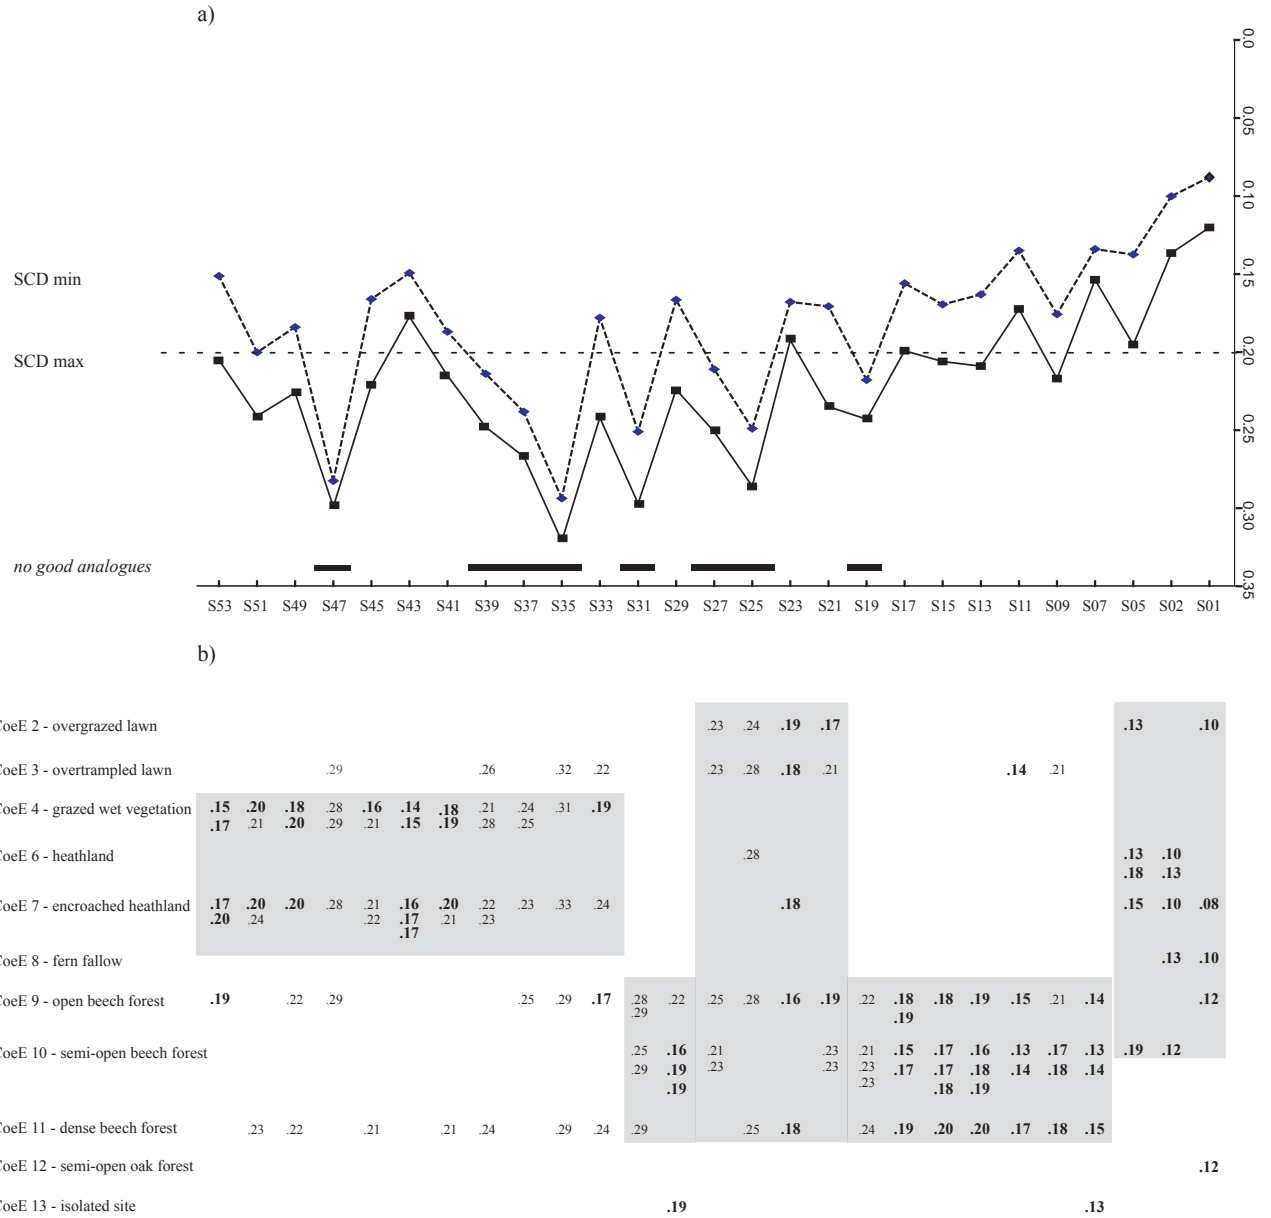 a)
0.0
0.05
0.10
0.15
0.20
0.25
0.30
0.35
SCD min
SCD max
no good analogues
S53 S51 S49 S47 S45 S43 S41 S39 S37 S35 S33 S31 S29 S27 S25 S23 S21 S19 S17 S15 S13 S11 S09 S07 S05 S02 S01
b)
CoeE 2 - overgrazed lawn .23 .24 .19 .17 .13 .10
CoeE 3 - overtrampled lawn .29 .26 .32 .22 .23 .28 .18 .21 .14 .21
CoeE 4 - grazed wet vegetation .15 .20 .18 .28 .16 .14 .18 .21 .24 .31 .19
.17 .21 .20 .29 .21 .15 .19 .28 .25
CoeE 6 - heathland .28 .13 .10
.18 .13
CoeE 7 - encroached heathland .17 .20 .20 .28 .21 .16 .20 .22 .23 .33 .24 .18 .15 .10 .08
.20 .24 .22 .17 .21 .23
.17
CoeE 8 - fern fallow .13 .10
CoeE 9 - open beech forest .19 .22 .29 .25 .29 .17 .28 .22 .25 .28 .16 .19 .22 .18 .18 .19 .15 .21 .14 .12
.29 .19
CoeE 10 - semi-open beech forest .25 .16 .21 .23 .21 .15 .17 .16 .13 .17 .13 .19 .12
.29 .19 .23 .23 .23 .17 .17 .18 .14 .18 .14
.19 .23 .18 .19
CoeE 11 - dense beech forest .23 .22 .21 .21 .24 .29 .24 .29 .25 .18 .24 .19 .20 .20 .17 .18 .15
CoeE 12 - semi-open oak forest .12
CoeE 13 - isolated site .19 .13